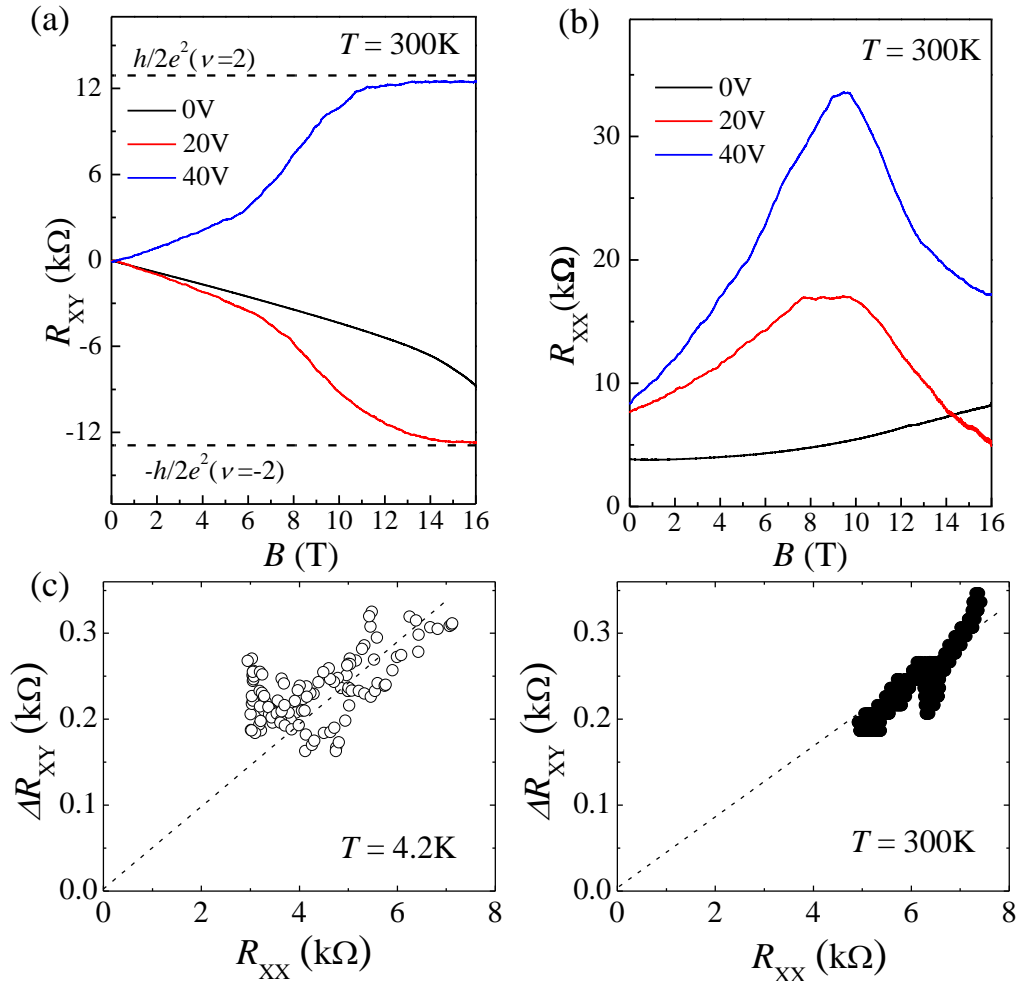 (a)
h/2e² (ν=2)
T = 300K
0V
20V
40V
12
6
0
-6
-12
R_XY (kΩ)
-h/2e² (ν=-2)
0 2 4 6 8 10 12 14 16
B (T)
(b)
T = 300K
0V
20V
40V
30
20
10
0
R_XX (kΩ)
0 2 4 6 8 10 12 14 16
B (T)
(c)
0.3
0.2
0.1
0.0
ΔR_XY (kΩ)
T = 4.2K
0 2 4 6 8
R_XX (kΩ)
0.3
0.2
0.1
0.0
ΔR_XY (kΩ)
T = 300K
0 2 4 6 8
R_XX (kΩ)